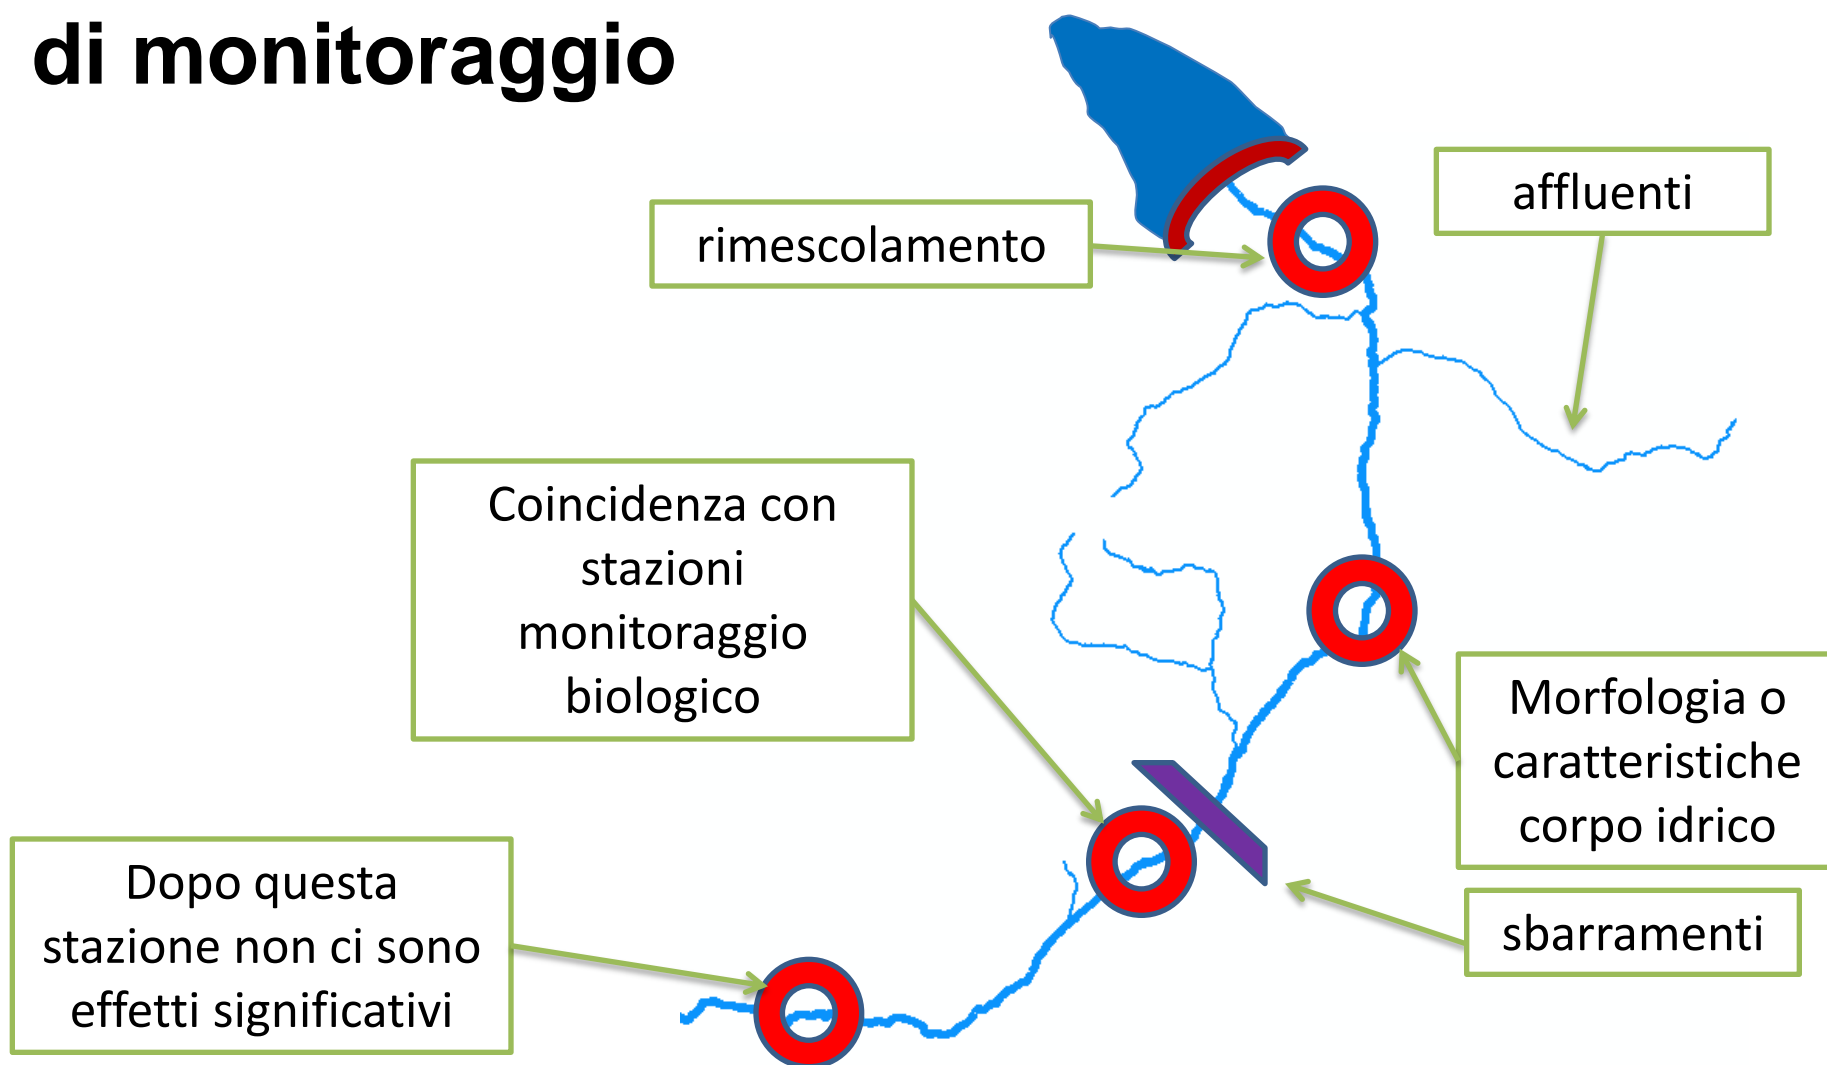 di monitoraggio
affluenti
rimescolamento
Coincidenza con
stazioni
monitoraggio
biologico
Morfologia o
caratteristiche
corpo idrico
Dopo questa
stazione non ci sono
effetti significativi
sbarramenti